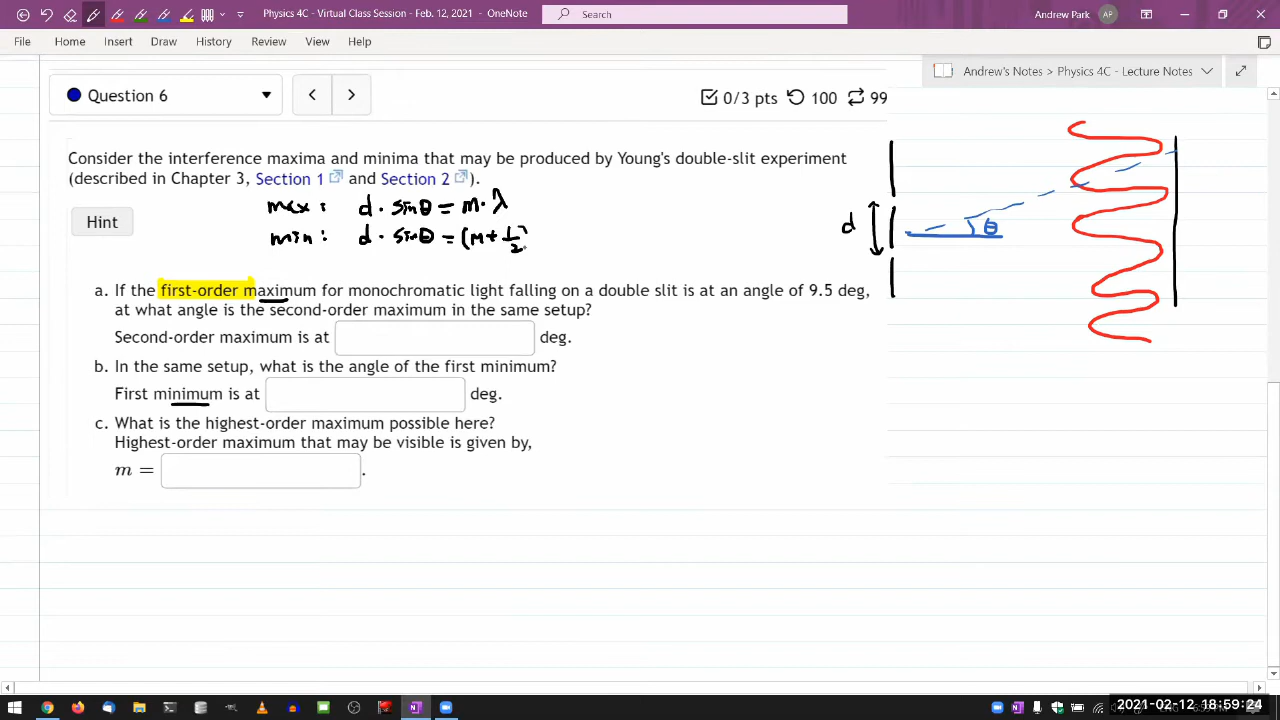 Physics 4C - Virtual Class Session - Feb. 12, 2021 - OneNote
Search
Andrew Park
AP
File Home Insert Draw History Review View Help
Andrew's Notes > Physics 4C - Lecture Notes
Question 6
0/3 pts 100 99
Consider the interference maxima and minima that may be produced by Young's double-slit experiment
(described in Chapter 3, Section 1 and Section 2).
max: d · sinθ = m · λ
Hint
min: d · sinθ = (m + 1/2)
d
θ
a. If the first-order maximum for monochromatic light falling on a double slit is at an angle of 9.5 deg,
at what angle is the second-order maximum in the same setup?
Second-order maximum is at deg.
b. In the same setup, what is the angle of the first minimum?
First minimum is at deg.
c. What is the highest-order maximum possible here?
Highest-order maximum that may be visible is given by,
m = .
2021-02-12 18:59:24